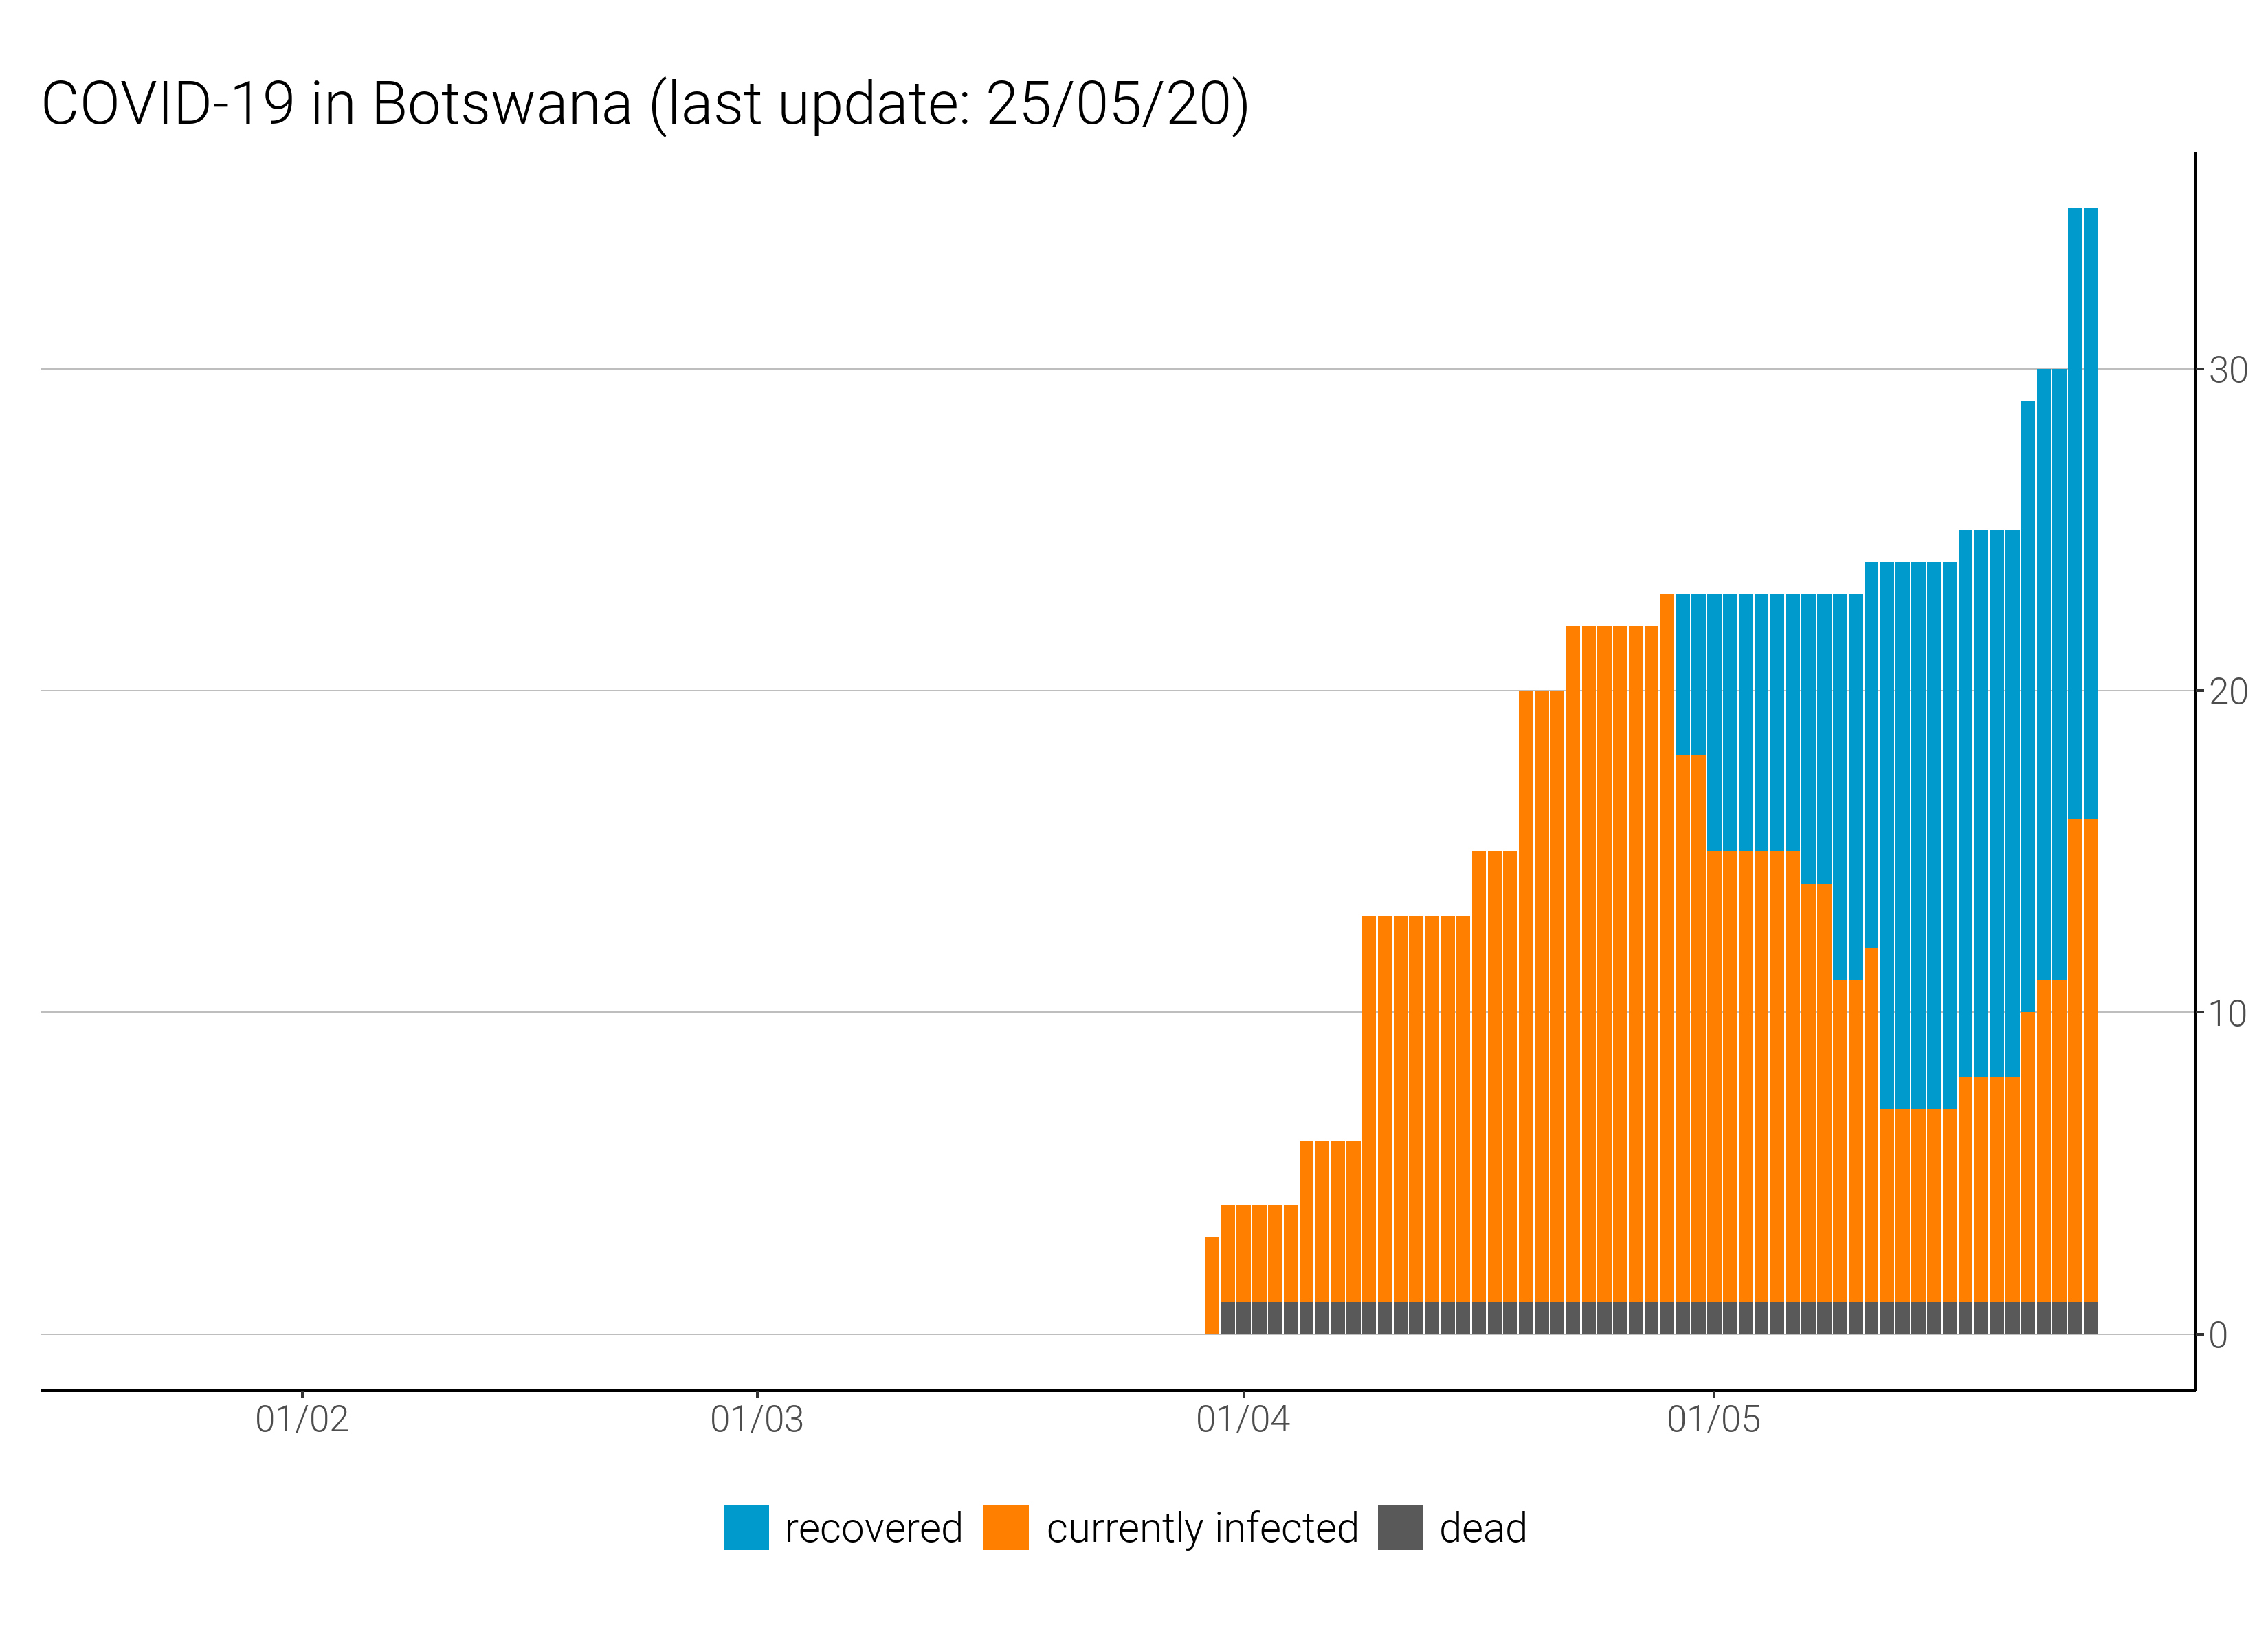 COVID-19 in Botswana (last update: 25/05/20)
30
20
10
0
01/02 01/03 01/04 01/05
recovered currently infected dead